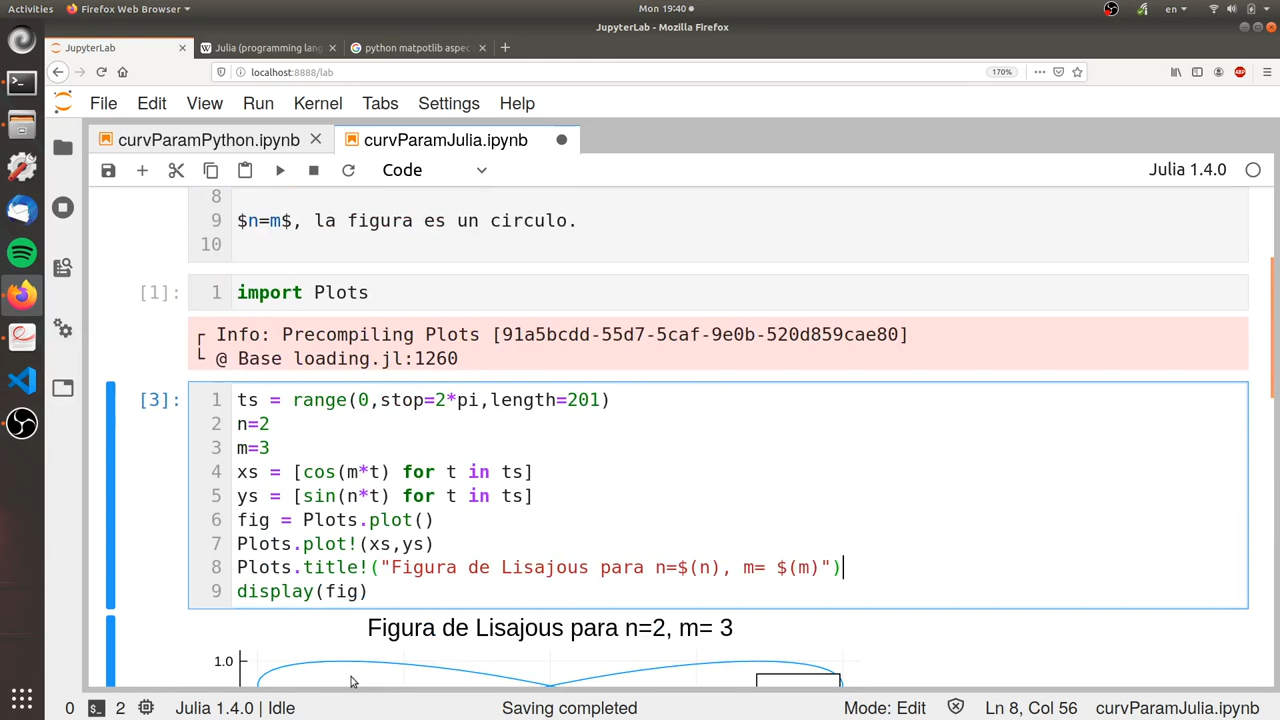 Activities Firefox Web Browser Mon 19:40 en
JupyterLab - Mozilla Firefox
JupyterLab Julia (programming lang python matpotlib aspec
localhost:8888/lab 170%
File Edit View Run Kernel Tabs Settings Help
curvParamPython.ipynb curvParamJulia.ipynb
Code Julia 1.4.0
8
9 $n=m$, la figura es un circulo.
10
[1]: 1 import Plots
┌ Info: Precompiling Plots [91a5bcdd-55d7-5caf-9e0b-520d859cae80]
└ @ Base loading.jl:1260
[3]: 1 ts = range(0,stop=2*pi,length=201)
2 n=2
3 m=3
4 xs = [cos(m*t) for t in ts]
5 ys = [sin(n*t) for t in ts]
6 fig = Plots.plot()
7 Plots.plot!(xs,ys)
8 Plots.title!("Figura de Lisajous para n=$(n), m= $(m)")
9 display(fig)
Figura de Lisajous para n=2, m= 3
1.0
0 2 Julia 1.4.0 | Idle Saving completed Mode: Edit Ln 8, Col 56 curvParamJulia.ipynb